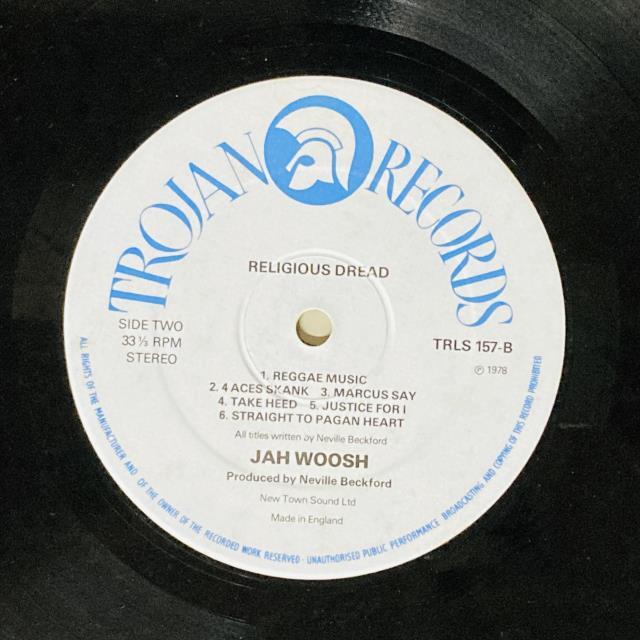 TROJAN RECORDS
RELIGIOUS DREAD
SIDE TWO
33 ⅓ RPM
STEREO
TRLS 157-B
Ⓟ 1978
1. REGGAE MUSIC
2. 4 ACES SKANK 3. MARCUS SAY
4. TAKE HEED 5. JUSTICE FOR I
6. STRAIGHT TO PAGAN HEART
All titles written by Neville Beckford
JAH WOOSH
Produced by Neville Beckford
New Town Sound Ltd
Made in England
ALL RIGHTS OF THE MANUFACTURER AND OF THE OWNER OF THE RECORDED WORK RESERVED · UNAUTHORISED PUBLIC PERFORMANCE BROADCASTING AND COPYING OF THIS RECORD PROHIBITED